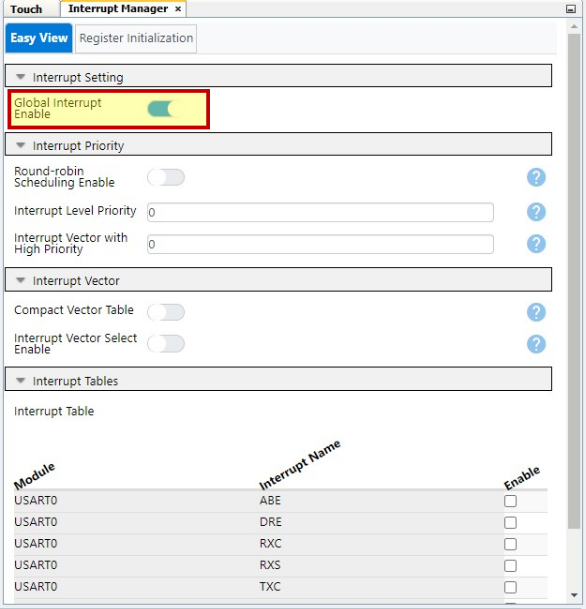 Touch Interrupt Manager ×
Easy View Register Initialization
Interrupt Setting
Global Interrupt
Enable
Interrupt Priority
Round-robin
Scheduling Enable
?
Interrupt Level Priority 0 ?
Interrupt Vector with
High Priority
0 ?
Interrupt Vector
Compact Vector Table ?
Interrupt Vector Select
Enable
?
Interrupt Tables
Interrupt Table
Module Interrupt Name Enable
USART0 ABE
USART0 DRE
USART0 RXC
USART0 RXS
USART0 TXC